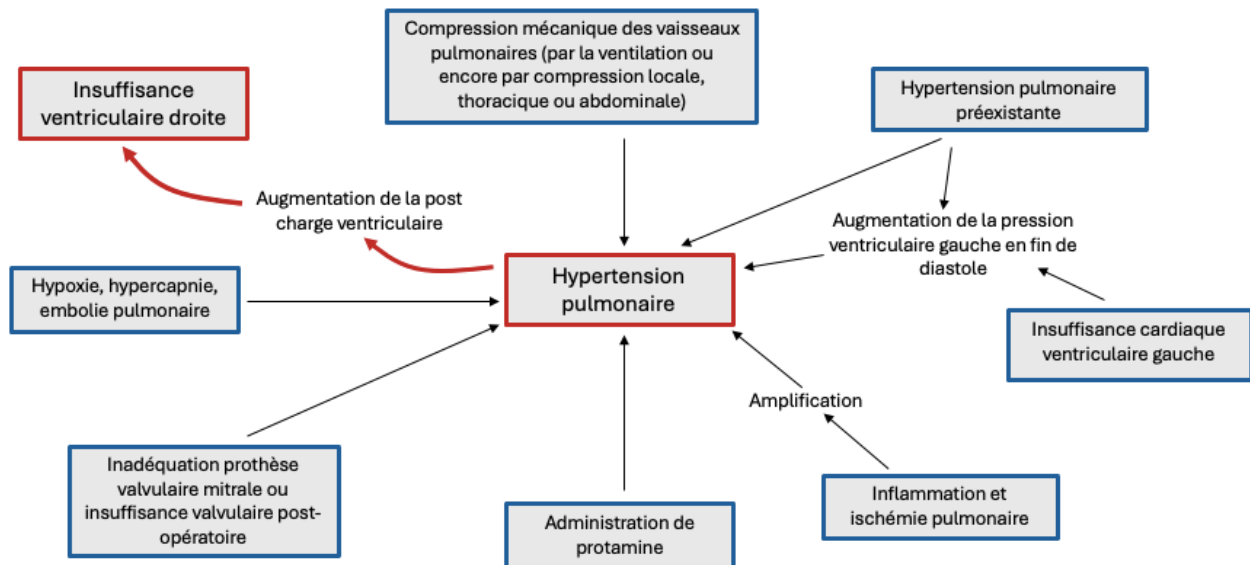 Compression mécanique des vaisseaux
pulmonaires (par la ventilation ou
encore par compression locale,
thoracique ou abdominale)
Insuffisance
ventriculaire droite
Hypertension pulmonaire
préexistante
Augmentation de la post
charge ventriculaire
Augmentation de la pression
ventriculaire gauche en fin de
diastole
Hypoxie, hypercapnie,
embolie pulmonaire
Hypertension
pulmonaire
Insuffisance cardiaque
ventriculaire gauche
Amplification
Inadéquation prothèse
valvulaire mitrale ou
insuffisance valvulaire post-
opératoire
Administration de
protamine
Inflammation et
ischémie pulmonaire